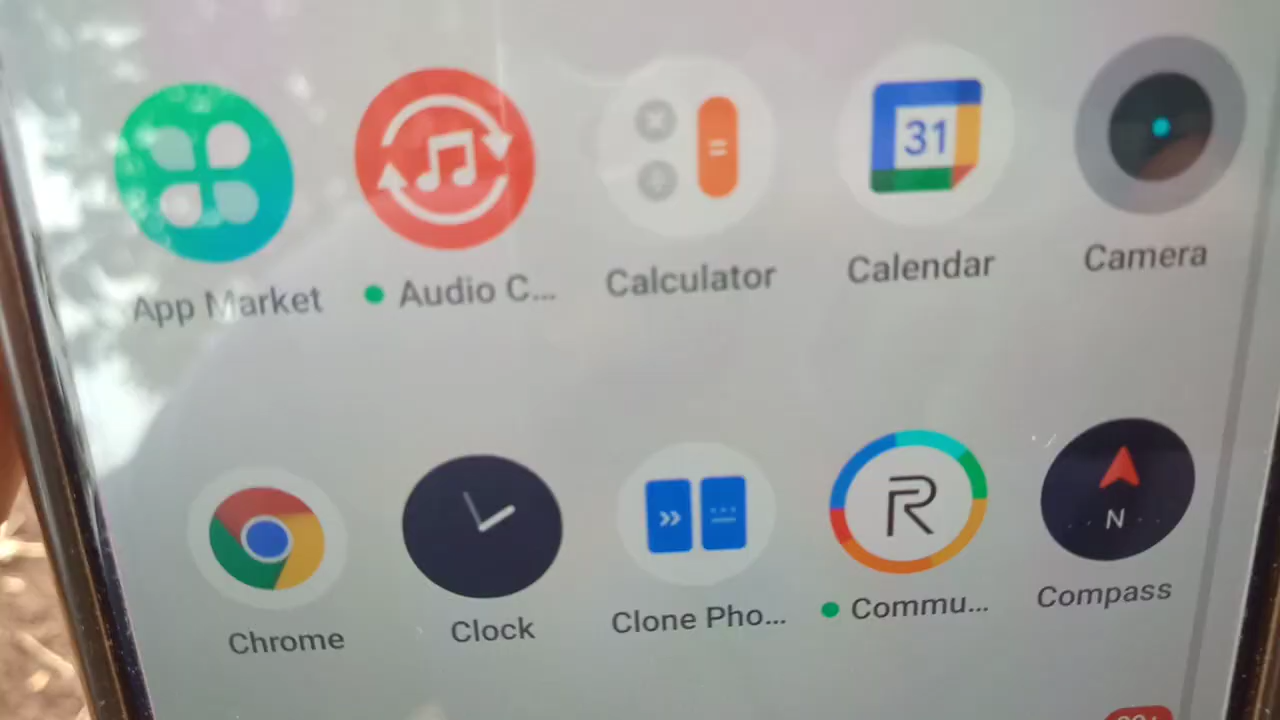 31
App Market
Audio C...
Calculator
Calendar
Camera
N
Chrome
Clock
Clone Pho...
Commu...
Compass